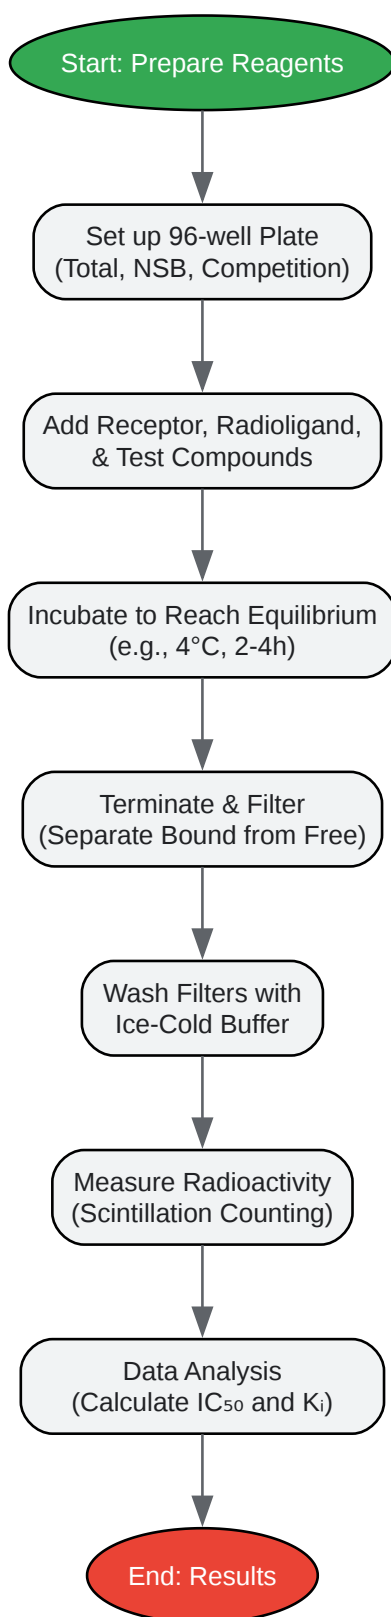 Start: Prepare Reagents
Set up 96-well Plate
(Total, NSB, Competition)
Add Receptor, Radioligand,
& Test Compounds
Incubate to Reach Equilibrium
(e.g., 4°C, 2-4h)
Terminate & Filter
(Separate Bound from Free)
Wash Filters with
Ice-Cold Buffer
Measure Radioactivity
(Scintillation Counting)
Data Analysis
(Calculate IC₅₀ and Kᵢ)
End: Results